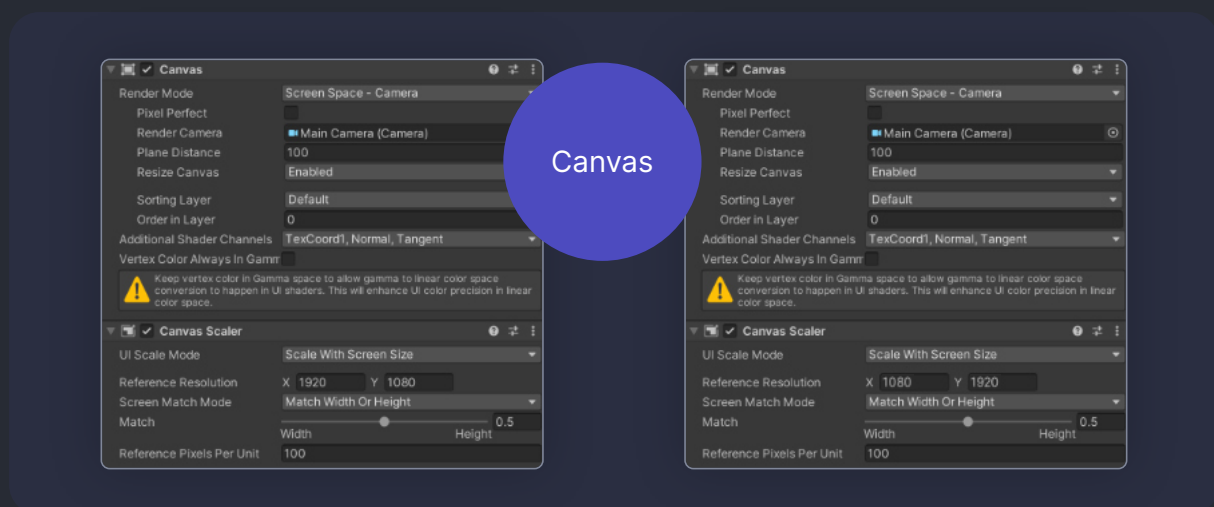 Canvas
Render Mode Screen Space - Camera
Pixel Perfect
Render Camera Main Camera (Camera)
Plane Distance 100
Resize Canvas Enabled
Sorting Layer Default
Order in Layer 0
Additional Shader Channels TexCoord1, Normal, Tangent
Vertex Color Always In Gamm
Keep vertex color in Gamma space to allow gamma to linear color space
conversion to happen in UI shaders. This will enhance UI color precision in linear
color space.
Canvas Scaler
UI Scale Mode Scale With Screen Size
Reference Resolution X 1920 Y 1080
Screen Match Mode Match Width Or Height
Match 0.5
Width Height
Reference Pixels Per Unit 100
Canvas
Canvas
Render Mode Screen Space - Camera
Pixel Perfect
Render Camera Main Camera (Camera)
Plane Distance 100
Resize Canvas Enabled
Sorting Layer Default
Order in Layer 0
Additional Shader Channels TexCoord1, Normal, Tangent
Vertex Color Always In Gamm
Keep vertex color in Gamma space to allow gamma to linear color space
conversion to happen in UI shaders. This will enhance UI color precision in linear
color space.
Canvas Scaler
UI Scale Mode Scale With Screen Size
Reference Resolution X 1080 Y 1920
Screen Match Mode Match Width Or Height
Match 0.5
Width Height
Reference Pixels Per Unit 100